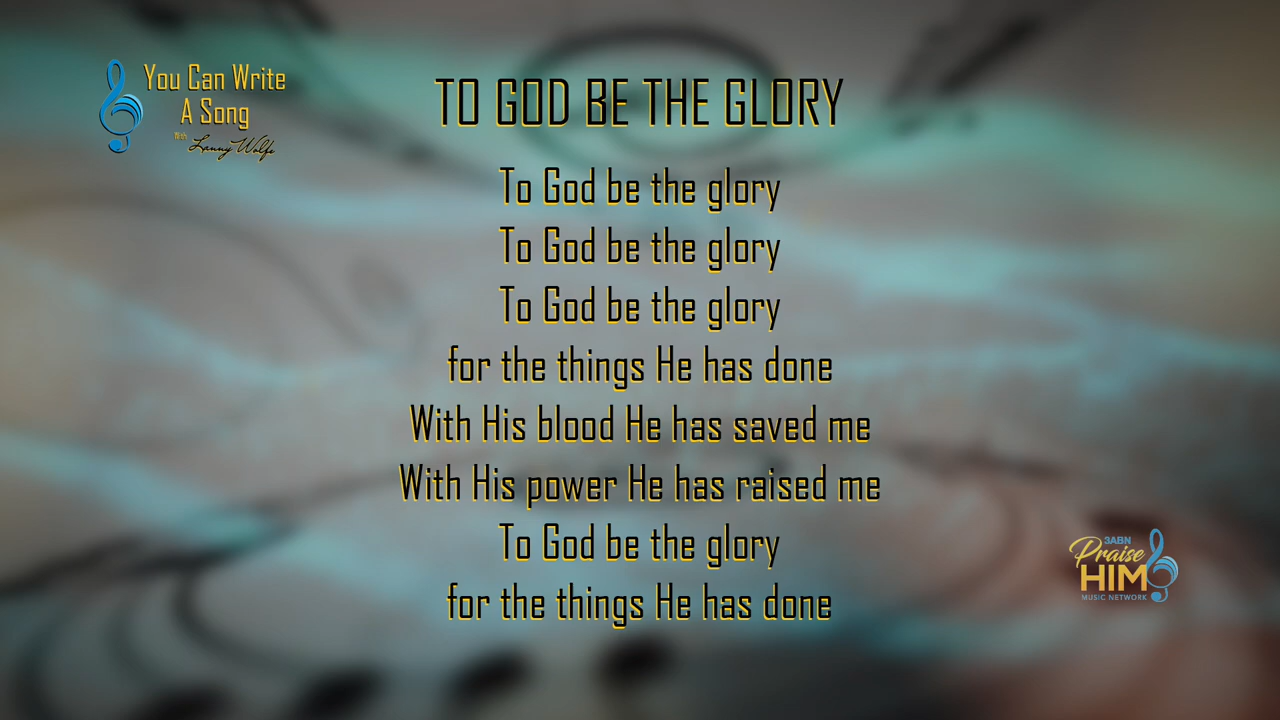 You Can Write
A Song
With Lanny Wolfe
TO GOD BE THE GLORY
To God be the glory
To God be the glory
To God be the glory
for the things He has done
With His blood He has saved me
With His power He has raised me
To God be the glory
for the things He has done
3ABN
Praise
HIM
MUSIC NETWORK